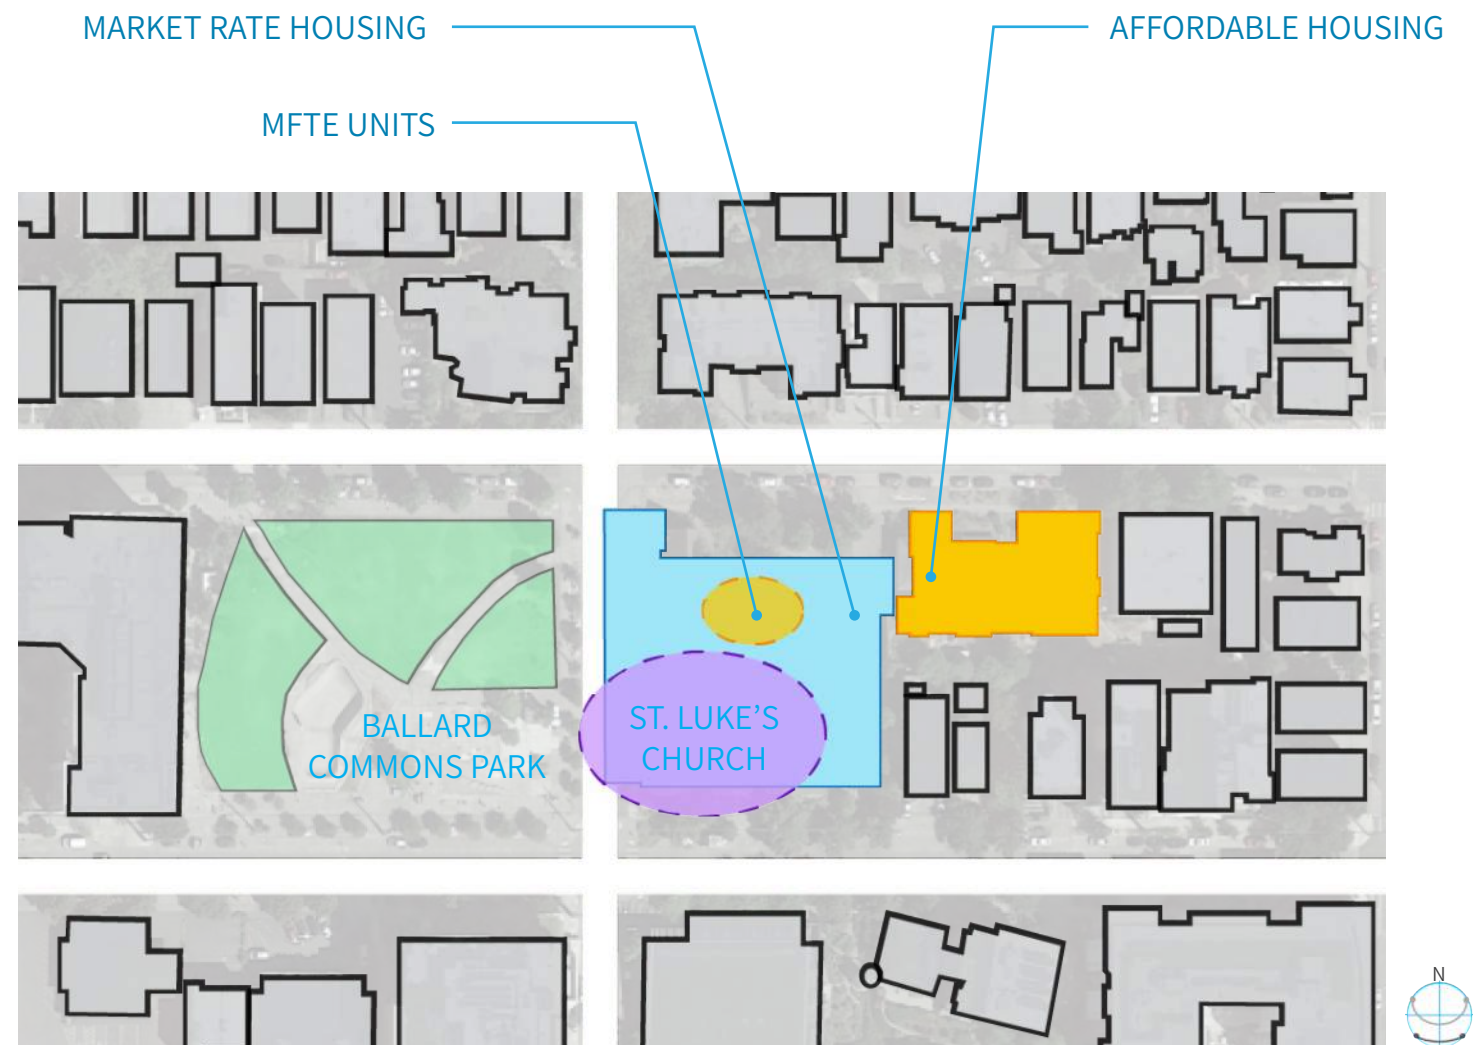 MARKET RATE HOUSING
AFFORDABLE HOUSING
MFTE UNITS
ST. LUKE'S
CHURCH
BALLARD
COMMONS PARK
N